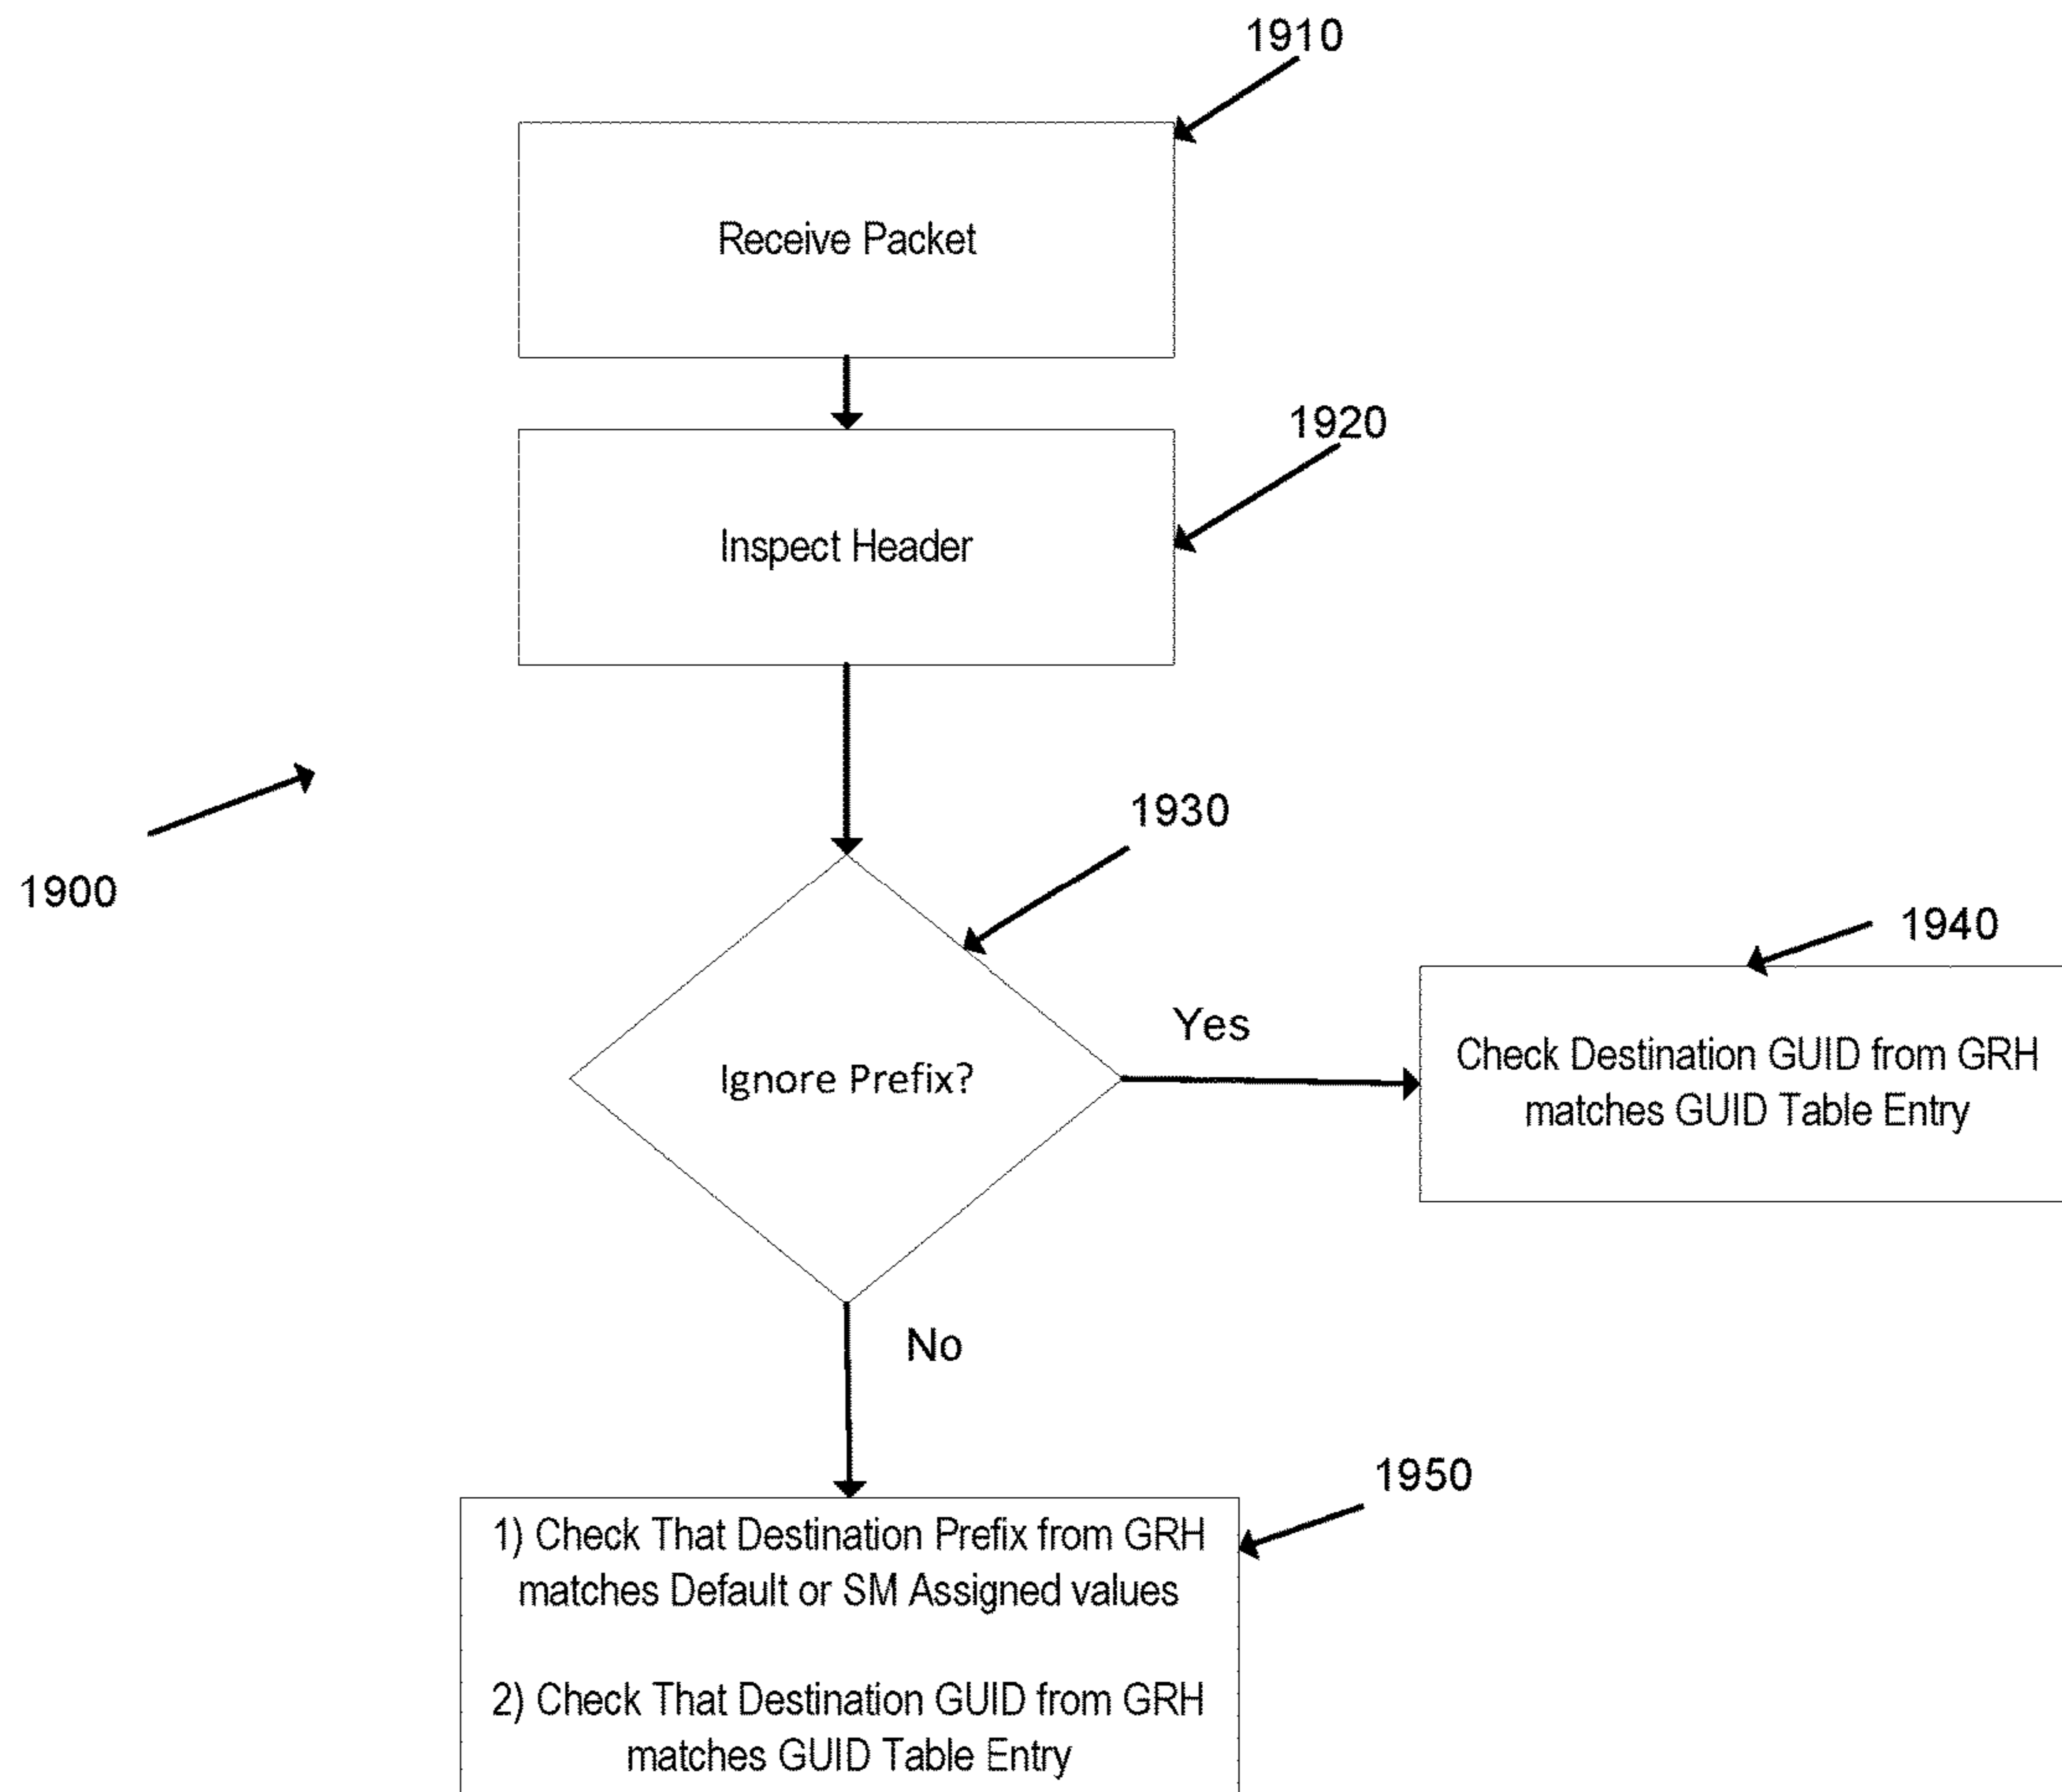 1910
Receive Packet
1920
Inspect Header
1930
1900
1940
Ignore Prefix?
Yes
Check Destination GUID from GRH
matches GUID Table Entry
No
1950
1) Check That Destination Prefix from GRH
matches Default or SM Assigned values
2) Check That Destination GUID from GRH
matches GUID Table Entry